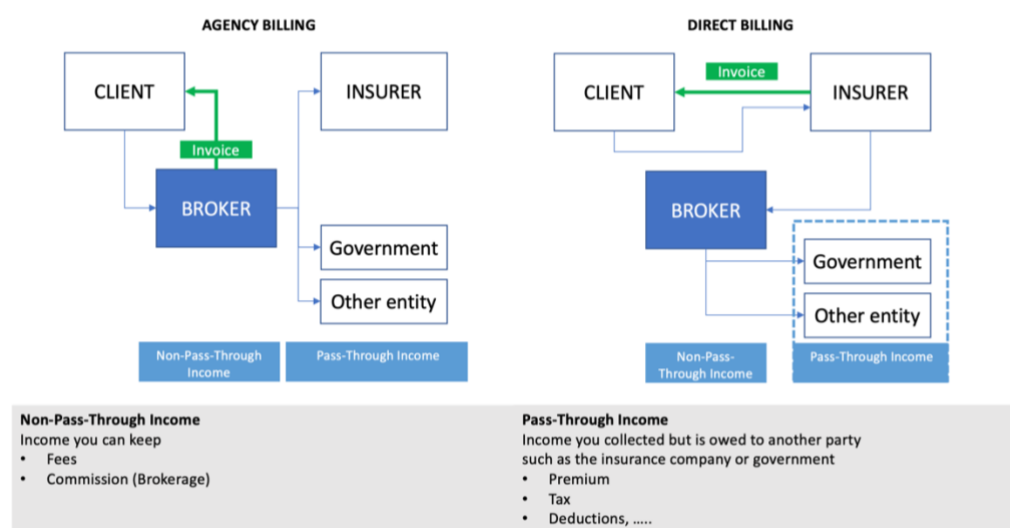 AGENCY BILLING
CLIENT
INSURER
Invoice
BROKER
Government
Other entity
Non-Pass-Through
Income
Pass-Through Income
DIRECT BILLING
Invoice
CLIENT
INSURER
BROKER
Government
Other entity
Non-Pass-
Through Income
Pass-Through Income
Non-Pass-Through Income
Income you can keep
• Fees
• Commission (Brokerage)
Pass-Through Income
Income you collected but is owed to another party
such as the insurance company or government
• Premium
• Tax
• Deductions, .....